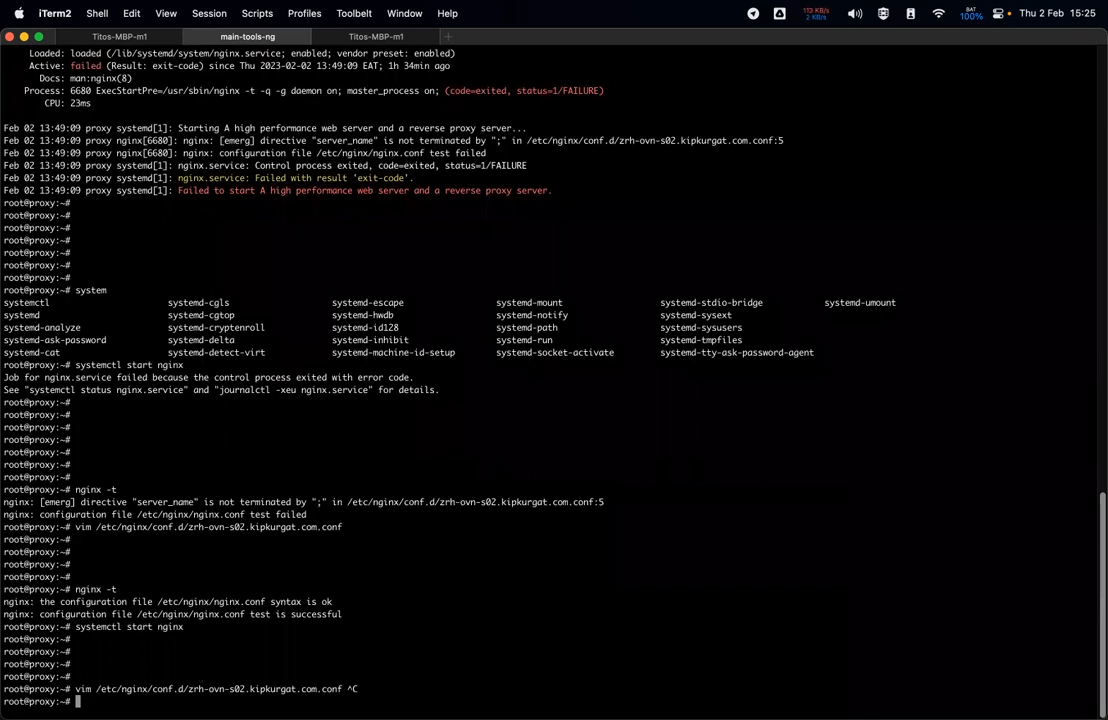 iTerm2 Shell Edit View Session Scripts Profiles Toolbelt Window Help 113 KB/s 2 KB/s BAT 100% Thu 2 Feb 15:25
Titos-MBP-m1 main-tools-ng Titos-MBP-m1 +
Loaded: loaded (/lib/systemd/system/nginx.service; enabled; vendor preset: enabled)
Active: failed (Result: exit-code) since Thu 2023-02-02 13:49:09 EAT; 1h 34min ago
Docs: man:nginx(8)
Process: 6680 ExecStartPre=/usr/sbin/nginx -t -q -g daemon on; master_process on; (code=exited, status=1/FAILURE)
CPU: 23ms
Feb 02 13:49:09 proxy systemd[1]: Starting A high performance web server and a reverse proxy server...
Feb 02 13:49:09 proxy nginx[6680]: nginx: [emerg] directive "server_name" is not terminated by ";" in /etc/nginx/conf.d/zrh-ovn-s02.kipkurgat.com.conf:5
Feb 02 13:49:09 proxy nginx[6680]: nginx: configuration file /etc/nginx/nginx.conf test failed
Feb 02 13:49:09 proxy systemd[1]: nginx.service: Control process exited, code=exited, status=1/FAILURE
Feb 02 13:49:09 proxy systemd[1]: nginx.service: Failed with result 'exit-code'.
Feb 02 13:49:09 proxy systemd[1]: Failed to start A high performance web server and a reverse proxy server.
root@proxy:~#
root@proxy:~#
root@proxy:~#
root@proxy:~#
root@proxy:~#
root@proxy:~#
root@proxy:~#
root@proxy:~# system
systemctl systemd-cgls systemd-escape systemd-mount systemd-stdio-bridge systemd-umount
systemd systemd-cgtop systemd-hwdb systemd-notify systemd-sysext
systemd-analyze systemd-cryptenroll systemd-id128 systemd-path systemd-sysusers
systemd-ask-password systemd-delta systemd-inhibit systemd-run systemd-tmpfiles
systemd-cat systemd-detect-virt systemd-machine-id-setup systemd-socket-activate systemd-tty-ask-password-agent
root@proxy:~# systemctl start nginx
Job for nginx.service failed because the control process exited with error code.
See "systemctl status nginx.service" and "journalctl -xeu nginx.service" for details.
root@proxy:~#
root@proxy:~#
root@proxy:~#
root@proxy:~#
root@proxy:~#
root@proxy:~#
root@proxy:~#
root@proxy:~# nginx -t
nginx: [emerg] directive "server_name" is not terminated by ";" in /etc/nginx/conf.d/zrh-ovn-s02.kipkurgat.com.conf:5
nginx: configuration file /etc/nginx/nginx.conf test failed
root@proxy:~# vim /etc/nginx/conf.d/zrh-ovn-s02.kipkurgat.com.conf
root@proxy:~#
root@proxy:~#
root@proxy:~#
root@proxy:~#
root@proxy:~# nginx -t
nginx: the configuration file /etc/nginx/nginx.conf syntax is ok
nginx: configuration file /etc/nginx/nginx.conf test is successful
root@proxy:~# systemctl start nginx
root@proxy:~#
root@proxy:~#
root@proxy:~#
root@proxy:~#
root@proxy:~# vim /etc/nginx/conf.d/zrh-ovn-s02.kipkurgat.com.conf ^C
root@proxy:~#